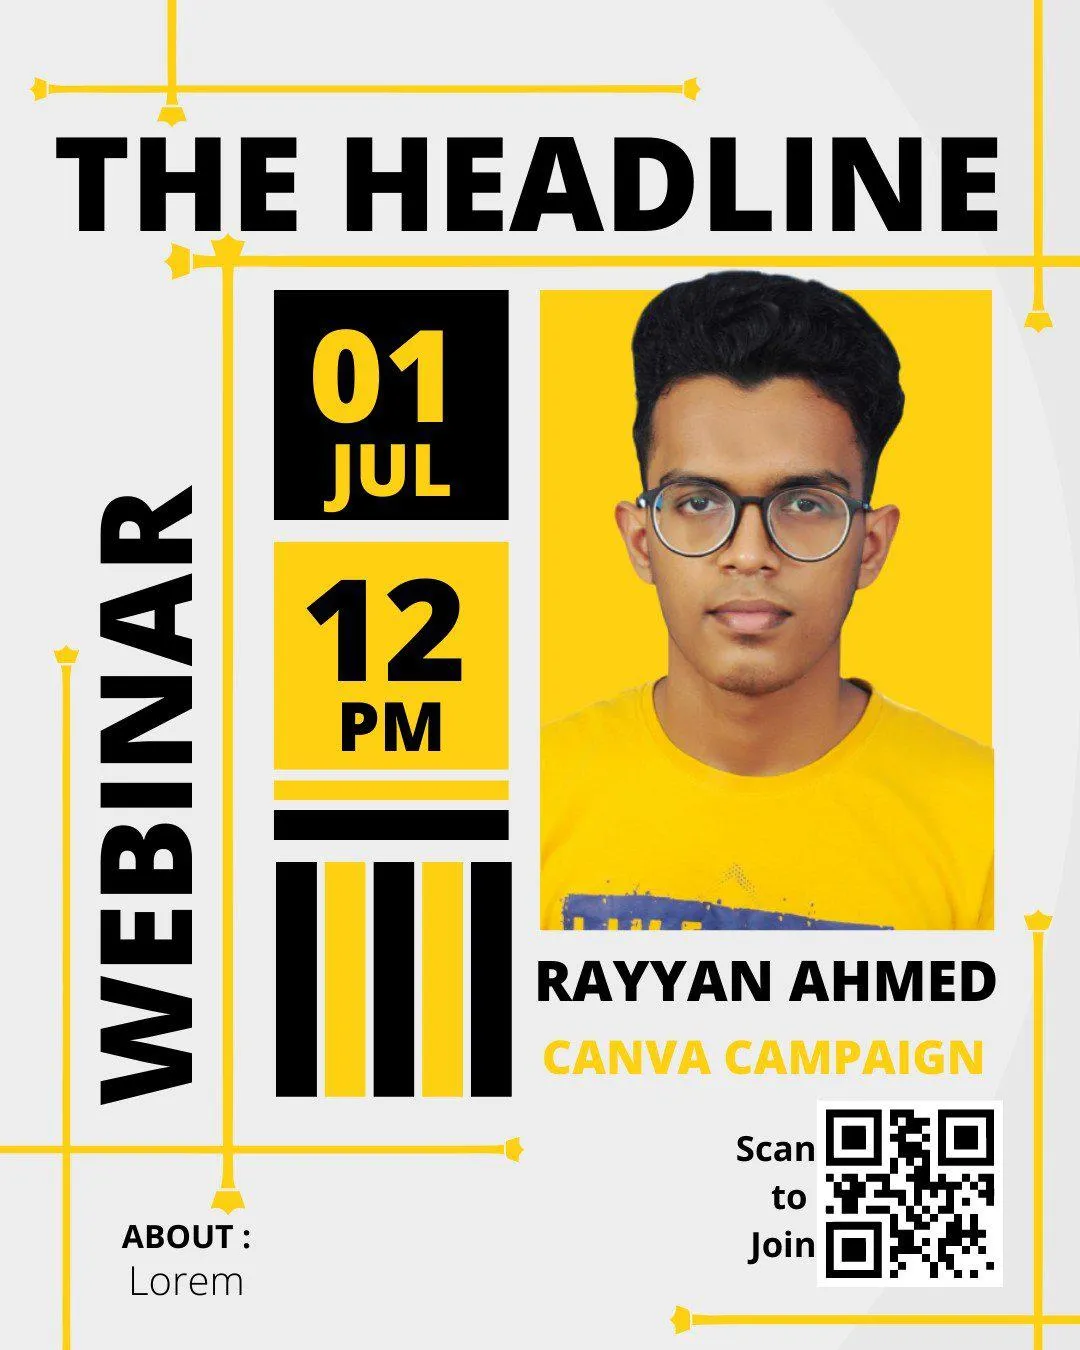 THE HEADLINE
WEBINAR
01
JUL
12
PM
RAYYAN AHMED
CANVA CAMPAIGN
Scan
to
Join
ABOUT :
Lorem